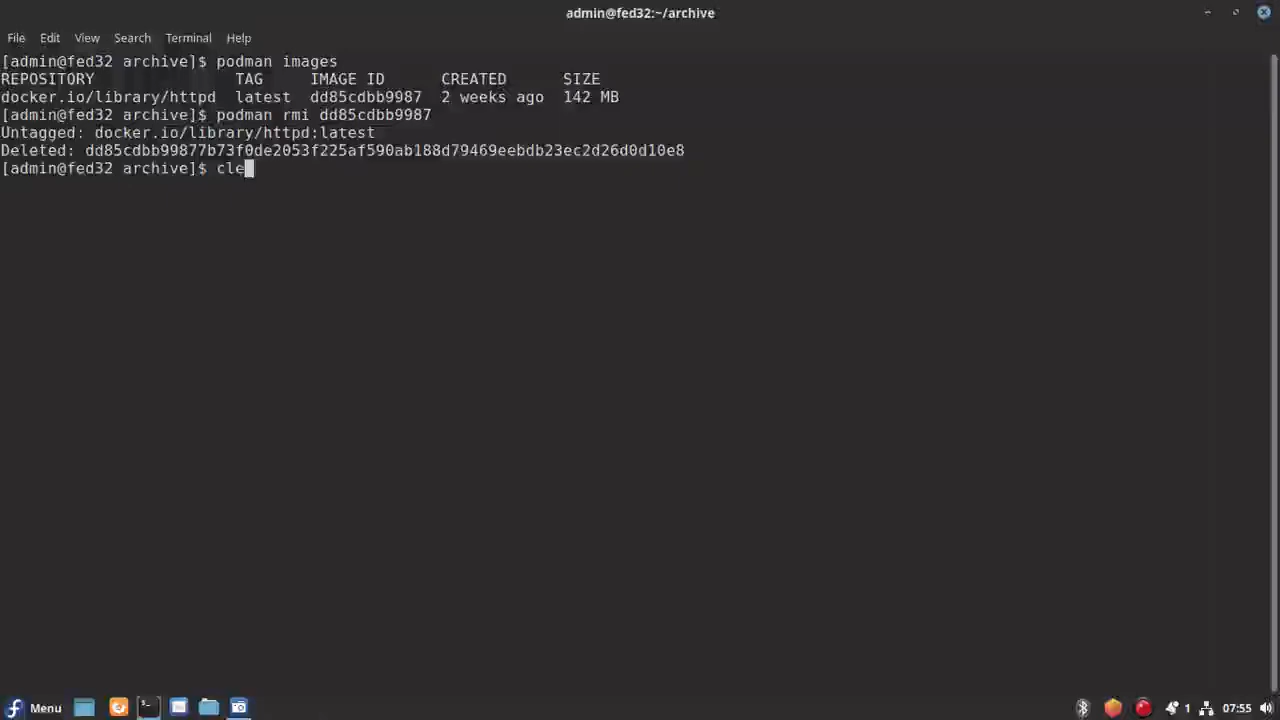 admin@fed32:~/archive
File Edit View Search Terminal Help
[admin@fed32 archive]$ podman images
REPOSITORY TAG IMAGE ID CREATED SIZE
docker.io/library/httpd latest dd85cdbb9987 2 weeks ago 142 MB
[admin@fed32 archive]$ podman rmi dd85cdbb9987
Untagged: docker.io/library/httpd:latest
Deleted: dd85cdbb99877b73f0de2053f225af590ab188d79469eebdb23ec2d26d0d10e8
[admin@fed32 archive]$ cle
Menu 1 07:55